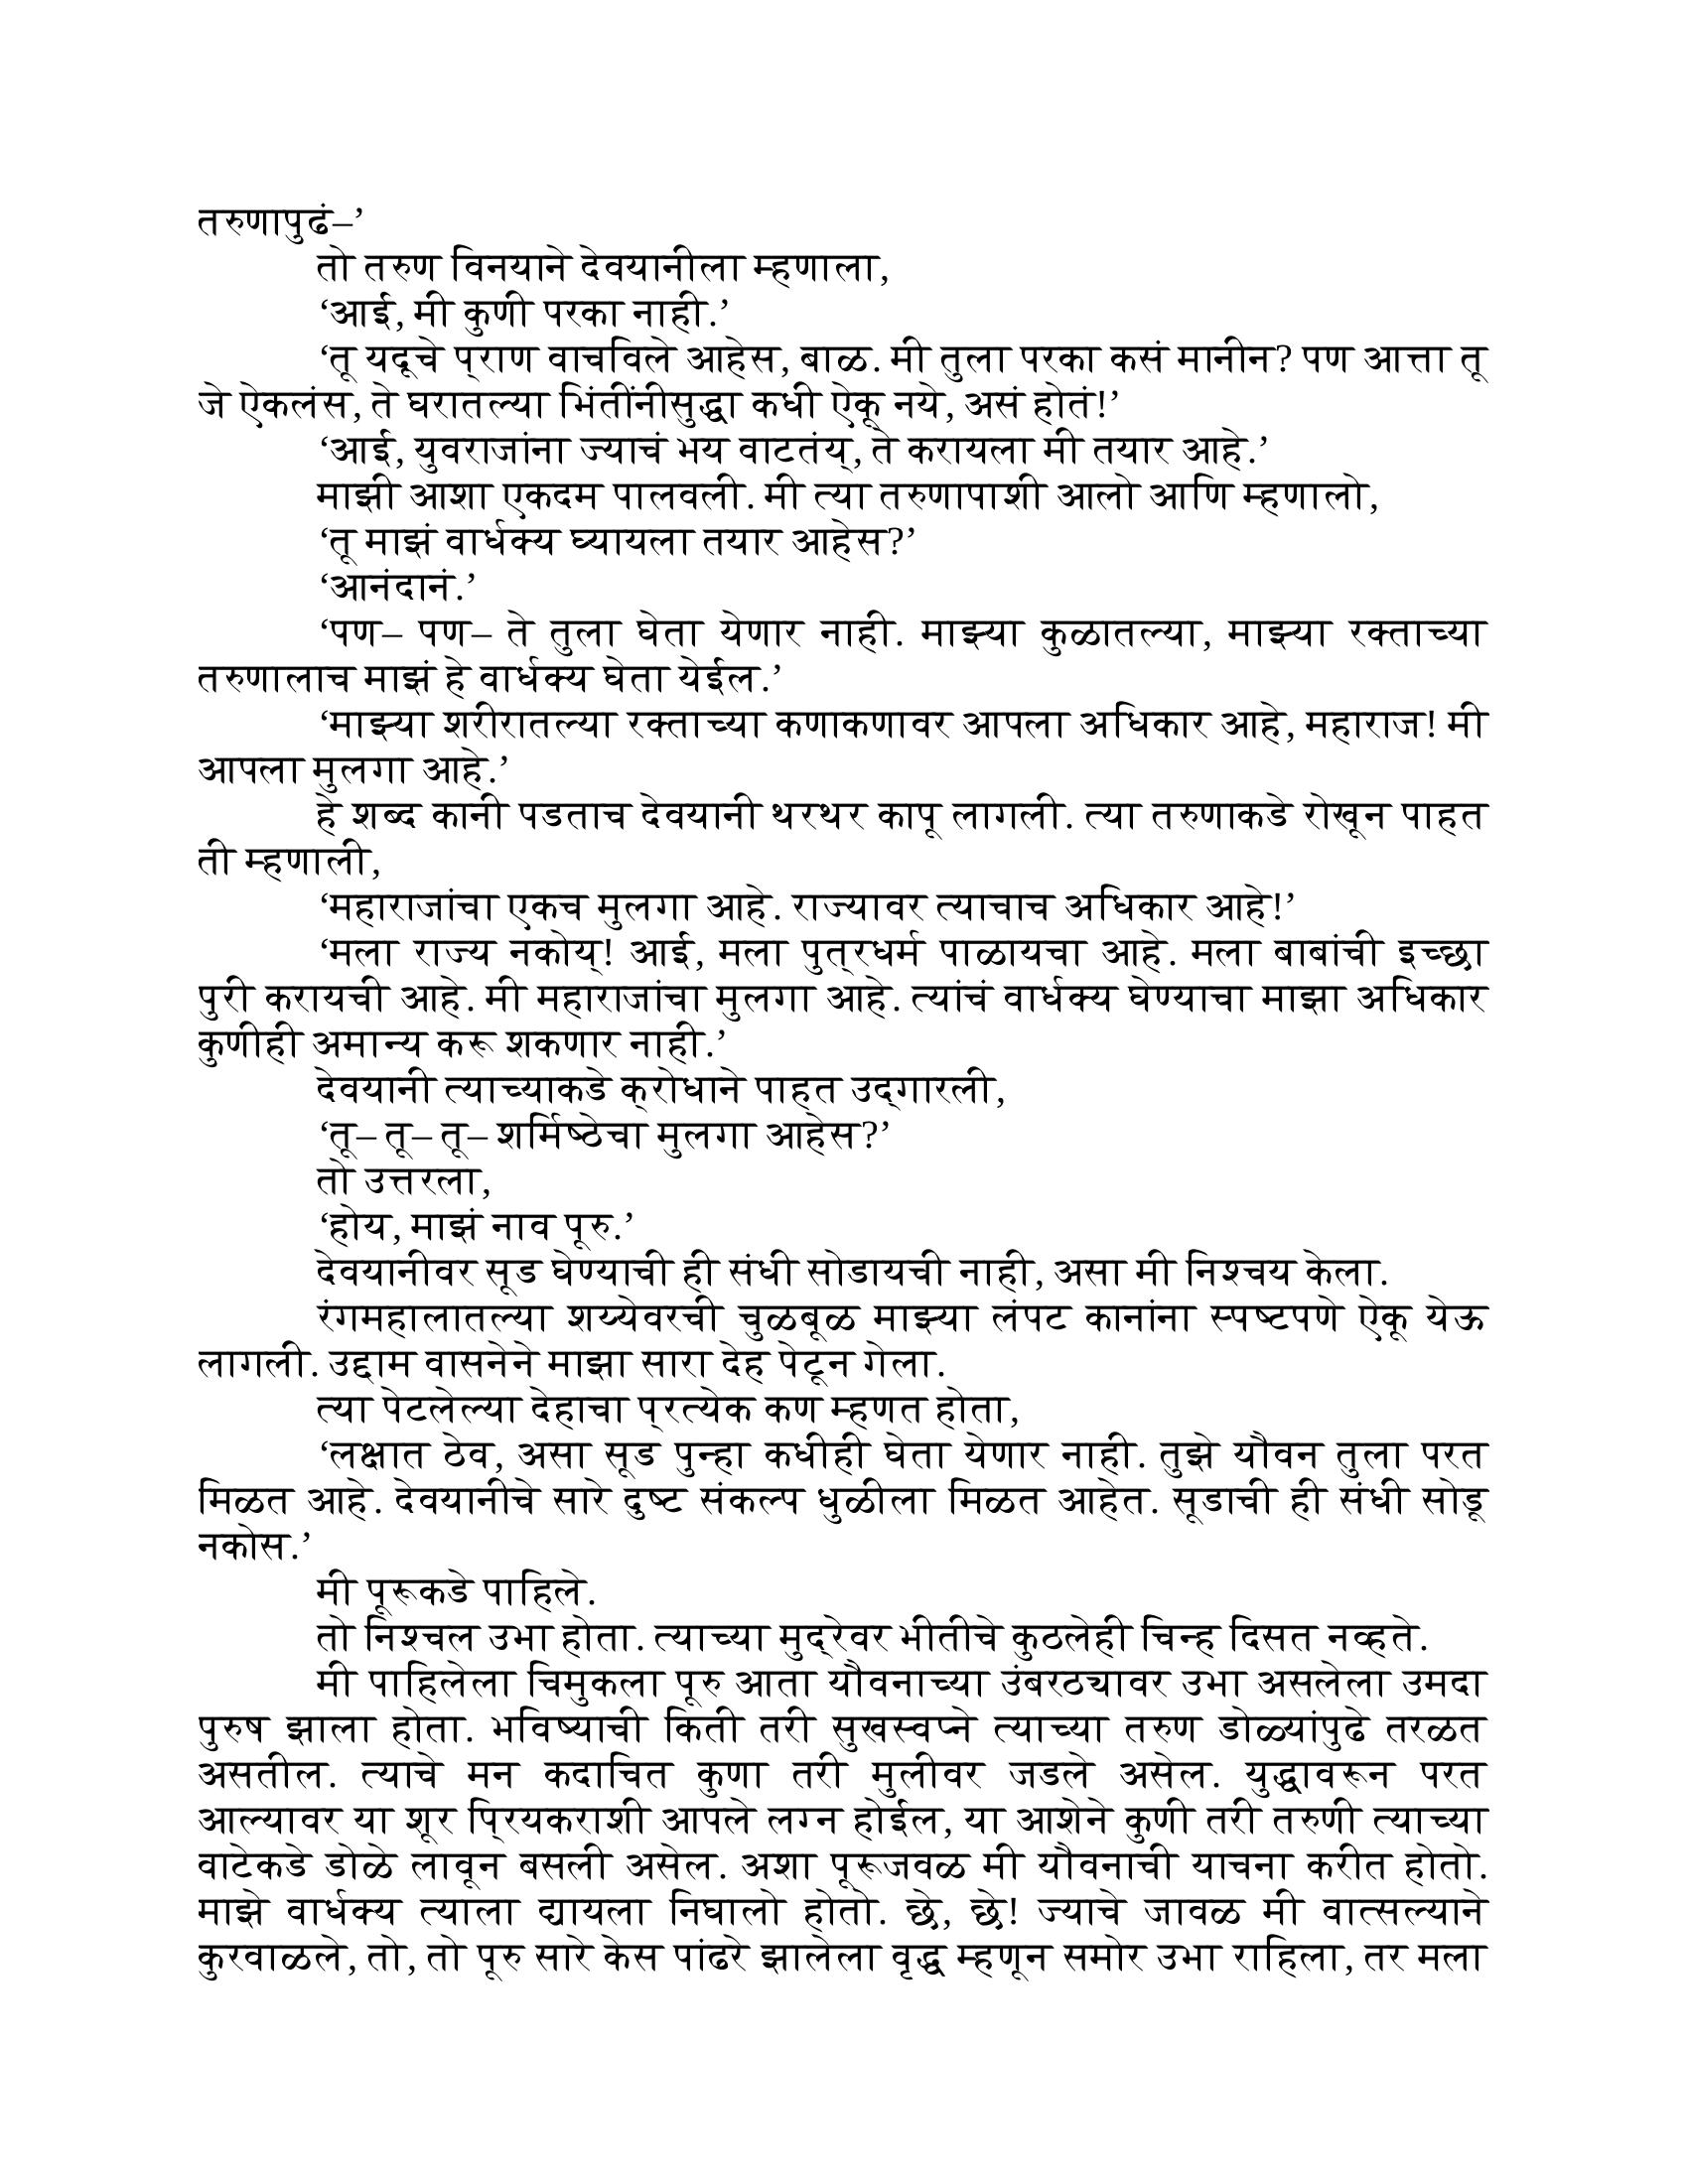 तरुणापुढं–’
‘तो तरुण विनयाने देवयानीला म्हणाला,
‘आई, मी कुणी परका नाही.’
‘तू यदूचे प्राण वाचविले आहेस, बाळ. मी तुला परका कसं मानीन? पण आत्ता तू
जे ऐकलंस, ते घरातल्या भिंतींनीसुद्धा कधी ऐकू नये, असं होतं!’
‘आई, युवराजांना ज्याचं भय वाटतंय्, ते करायला मी तयार आहे.’
माझी आशा एकदम पालवली. मी त्या तरुणापाशी आलो आणि म्हणालो,
‘तू माझं वार्धक्य घ्यायला तयार आहेस?’
‘आनंदानं.’
‘पण– पण– ते तुला घेता येणार नाही. माझ्या कुळातल्या, माझ्या रक्ताच्या
तरुणालाच माझं हे वार्धक्य घेता येईल.’
‘माझ्या शरीरातल्या रक्ताच्या कणाकणावर आपला अधिकार आहे, महाराज! मी
आपला मुलगा आहे.’
हे शब्द कानी पडताच देवयानी थरथर कापू लागली. त्या तरुणाकडे रोखून पाहत
ती म्हणाली,
‘महाराजांचा एकच मुलगा आहे. राज्यावर त्याचाच अधिकार आहे!’
‘मला राज्य नकोय्! आई, मला पुत्रधर्म पाळायचा आहे. मला बाबांची इच्छा
पुरी करायची आहे. मी महाराजांचा मुलगा आहे. त्यांचं वार्धक्य घेण्याचा माझा अधिकार
कुणीही अमान्य करू शकणार नाही.’
देवयानी त्याच्याकडे क्रोधाने पाहत उद्‌गारली,
‘तू– तू– तू– शर्मिष्ठेचा मुलगा आहेस?’
तो उत्तरला,
‘होय, माझं नाव पूरु.’
देवयानीवर सूड घेण्याची ही संधी सोडायची नाही, असा मी निश्चय केला.
रंगमहालातल्या शय्येवरची चुळबूळ माझ्या लंपट कानांना स्पष्टपणे ऐकू येऊ
लागली. उद्दाम वासनेने माझा सारा देह पेटून गेला.
त्या पेटलेल्या देहाचा प्रत्येक कण म्हणत होता,
‘लक्षात ठेव, असा सूड पुन्हा कधीही घेता येणार नाही. तुझे यौवन तुला परत
मिळत आहे. देवयानीचे सारे दुष्ट संकल्प धुळीला मिळत आहेत. सूडाची ही संधी सोडू
नकोस.’
मी पूरूकडे पाहिले.
तो निश्चल उभा होता. त्याच्या मुद्रेवर भीतीचे कुठलेही चिन्ह दिसत नव्हते.
मी पाहिलेला चिमुकला पूरु आता यौवनाच्या उंबरठ्यावर उभा असलेला उमदा
पुरुष झाला होता. भविष्याची किती तरी सुखस्वप्ने त्याच्या तरुण डोळ्यांपुढे तरळत
असतील. त्याचे मन कदाचित कुणा तरी मुलीवर जडले असेल. युद्धावरून परत
आल्यावर या शूर प्रियकराशी आपले लग्न होईल, या आशेने कुणी तरी तरुणी त्याच्या
वाटेकडे डोळे लावून बसली असेल. अशा पूरूजवळ मी यौवनाची याचना करीत होतो.
माझे वार्धक्य त्याला द्यायला निघालो होतो. छे, छे! ज्याचे जावळ मी वात्सल्याने
कुरवाळले, तो, तो पूरु सारे केस पांढरे झालेला वृद्ध म्हणून समोर उभा राहिला, तर मला